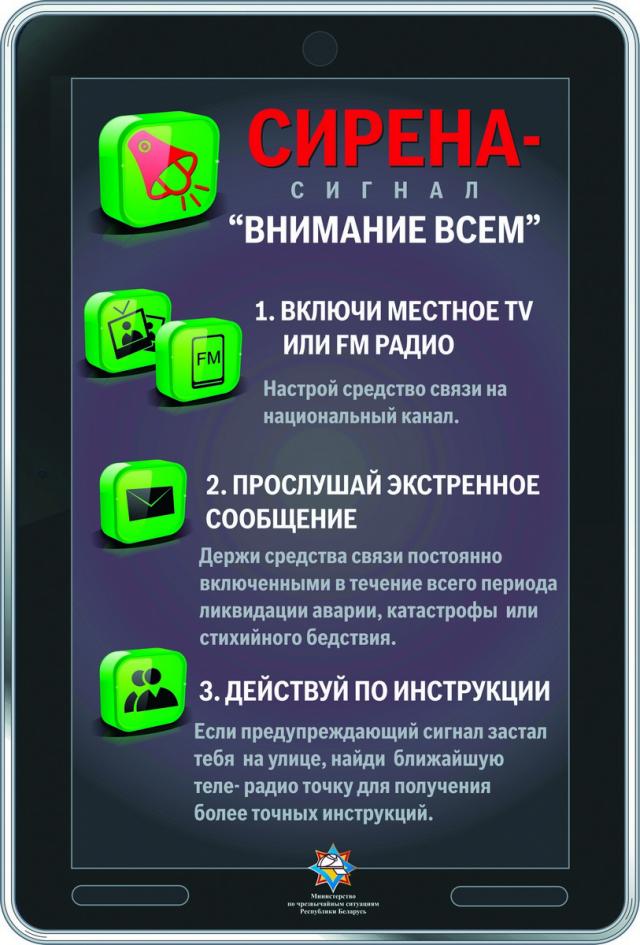 СИРЕНА-
СИГНАЛ
“ВНИМАНИЕ ВСЕМ”
1. ВКЛЮЧИ МЕСТНОЕ TV
ИЛИ FM РАДИО
FM
Настрой средство связи на
национальный канал.
2. ПРОСЛУШАЙ ЭКСТРЕННОЕ
СООБЩЕНИЕ
Держи средства связи постоянно
включенными в течение всего периода
ликвидации аварии, катастрофы или
стихийного бедствия.
3. ДЕЙСТВУЙ ПО ИНСТРУКЦИИ
Если предупреждающий сигнал застал
тебя на улице, найди ближайшую
теле- радио точку для получения
более точных инструкций.
Министерство
по чрезвычайным ситуациям
Республики Беларусь